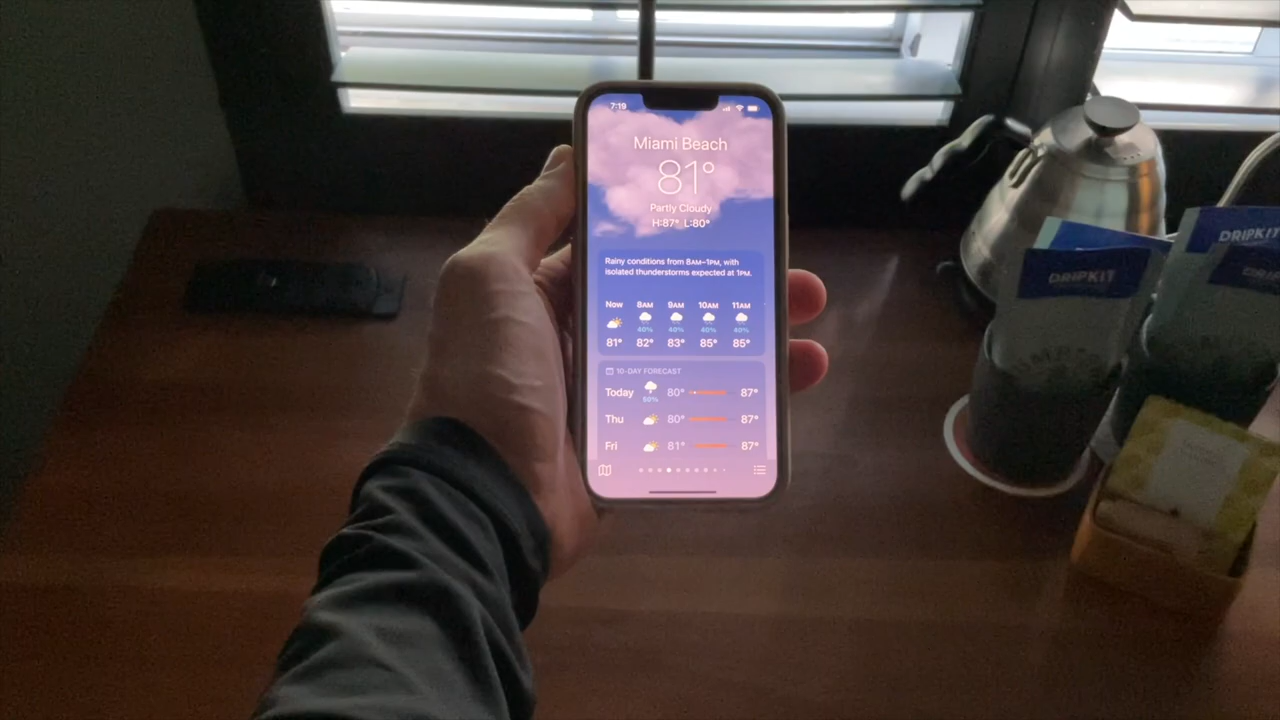 7:19
Miami Beach
81°
Partly Cloudy
H:87° L:80°
Rainy conditions from 8AM–1PM, with
isolated thunderstorms expected at 1PM.
Now 8AM 9AM 10AM 11AM
40% 40% 40% 40%
81° 82° 83° 85° 85°
10-DAY FORECAST
Today 80° 87°
Thu 80° 87°
Fri 81° 87°
DRIPKIT
DRIPKIT